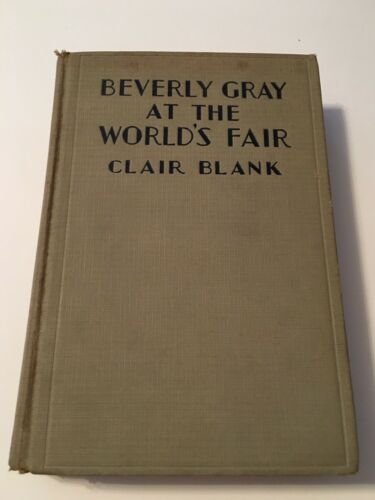 BEVERLY GRAY
AT THE
WORLD'S FAIR
CLAIR BLANK